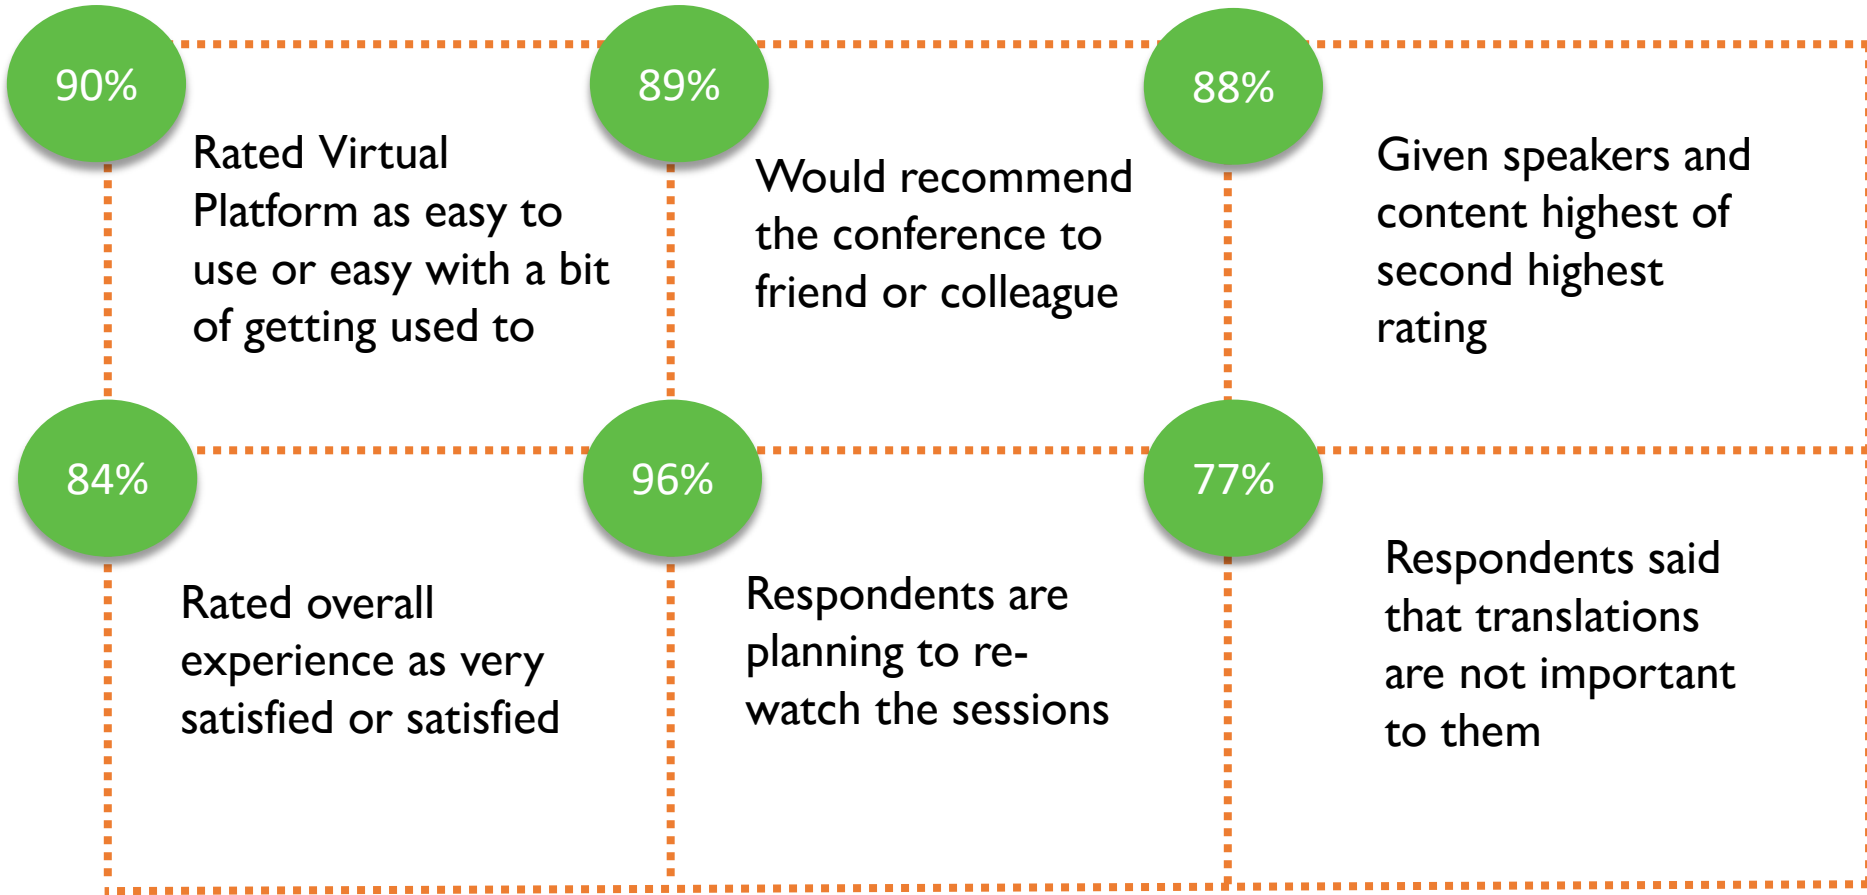 90%
Rated Virtual
Platform as easy to
use or easy with a bit
of getting used to
89%
Would recommend
the conference to
friend or colleague
88%
Given speakers and
content highest of
second highest
rating
84%
Rated overall
experience as very
satisfied or satisfied
96%
Respondents are
planning to re-
watch the sessions
77%
Respondents said
that translations
are not important
to them